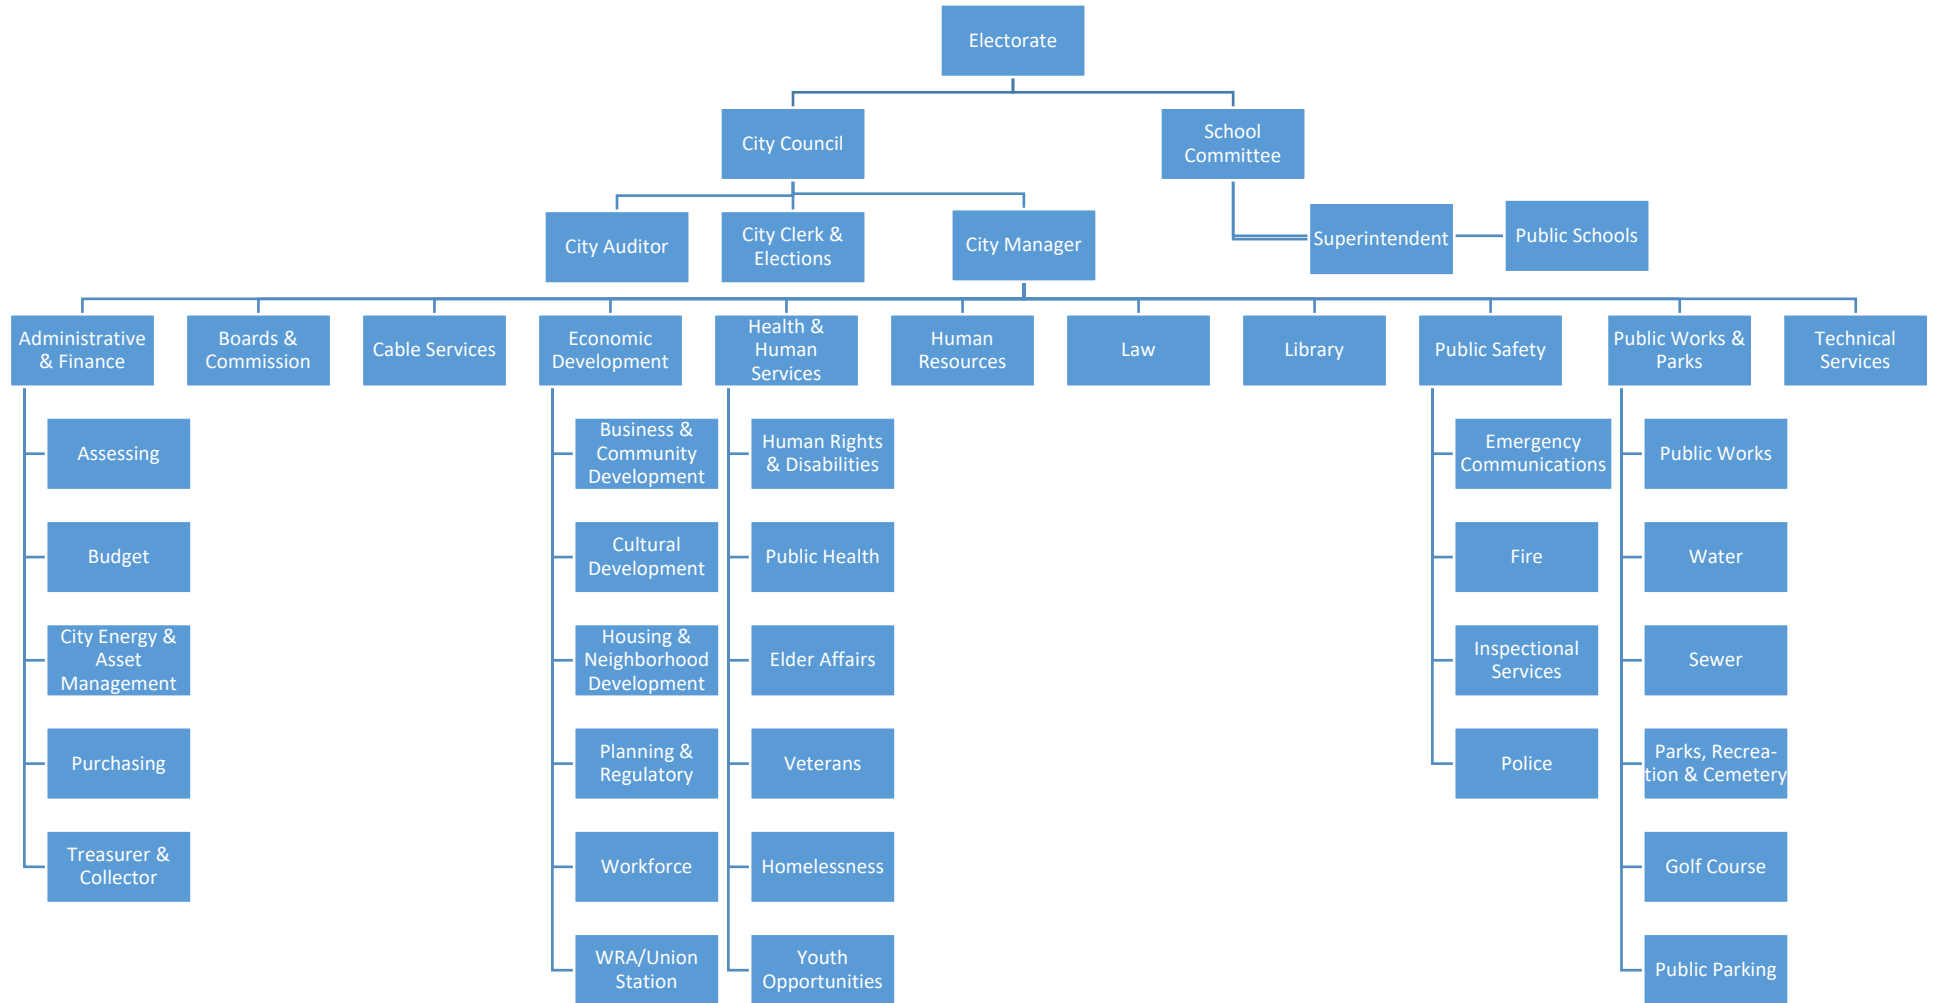 Electorate
City Council
School
Committee
City Auditor
City Clerk &
Elections
City Manager
Superintendent
Public Schools
Administrative
& Finance
Boards &
Commission
Cable Services
Economic
Development
Health &
Human
Services
Human
Resources
Law
Library
Public Safety
Public Works &
Parks
Technical
Services
Assessing
Budget
City Energy &
Asset
Management
Purchasing
Treasurer &
Collector
Business &
Community
Development
Cultural
Development
Housing &
Neighborhood
Development
Planning &
Regulatory
Workforce
WRA/Union
Station
Human Rights
& Disabilities
Public Health
Elder Affairs
Veterans
Homelessness
Youth
Opportunities
Emergency
Communications
Fire
Inspectional
Services
Police
Public Works
Water
Sewer
Parks, Recrea-
tion & Cemetery
Golf Course
Public Parking